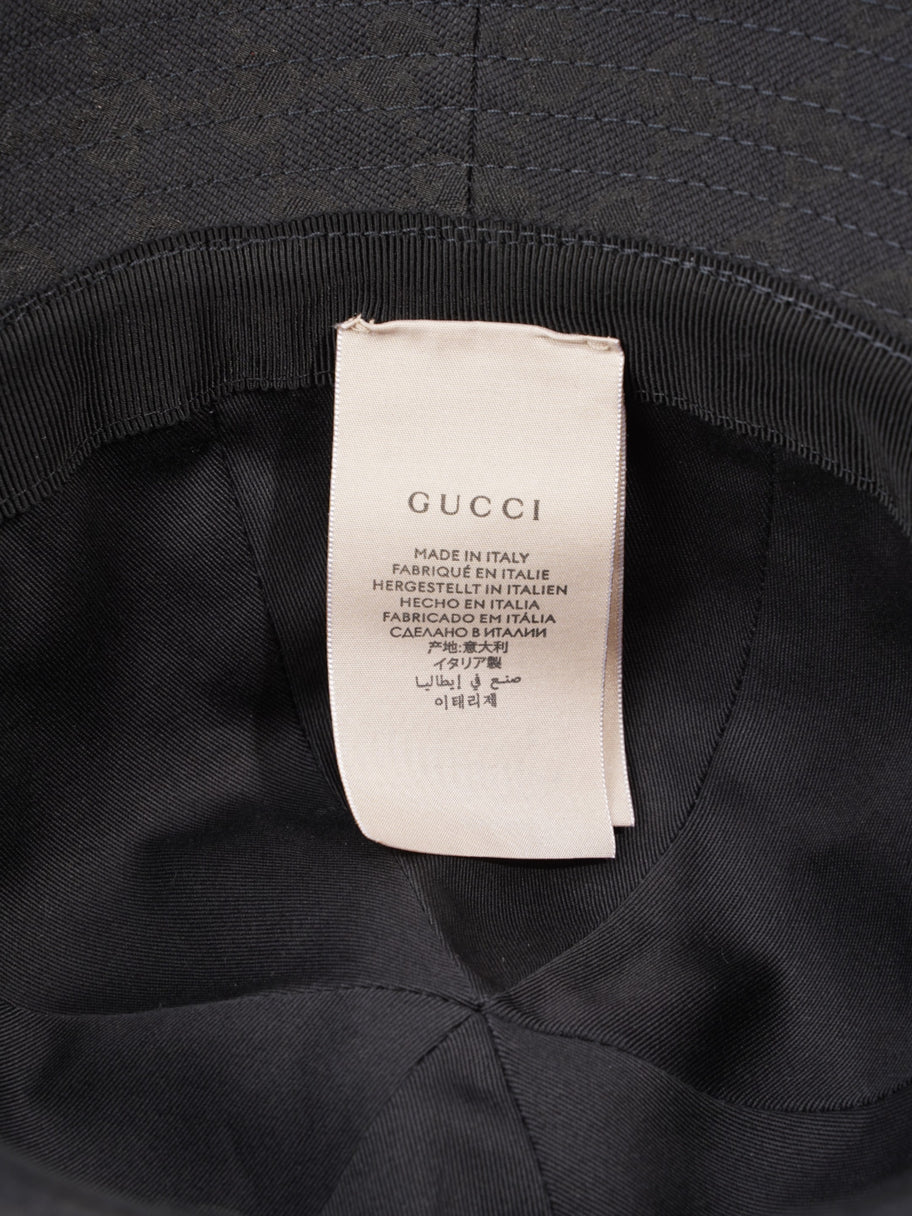 GUCCI
MADE IN ITALY
FABRIQUÉ EN ITALIE
HERGESTELLT IN ITALIEN
HECHO EN ITALIA
FABRICADO EM ITÁLIA
СДЕЛАНО В ИТАЛИИ
产地:意大利
イタリア製
صنع في إيطاليا
이태리제